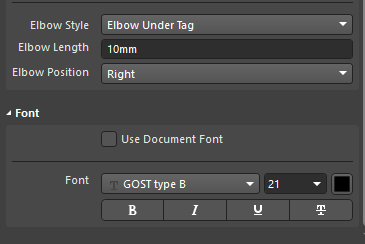 Elbow Style Elbow Under Tag
Elbow Length 10mm
Elbow Position Right
Font
Use Document Font
Font T GOST type B 21
B I U T